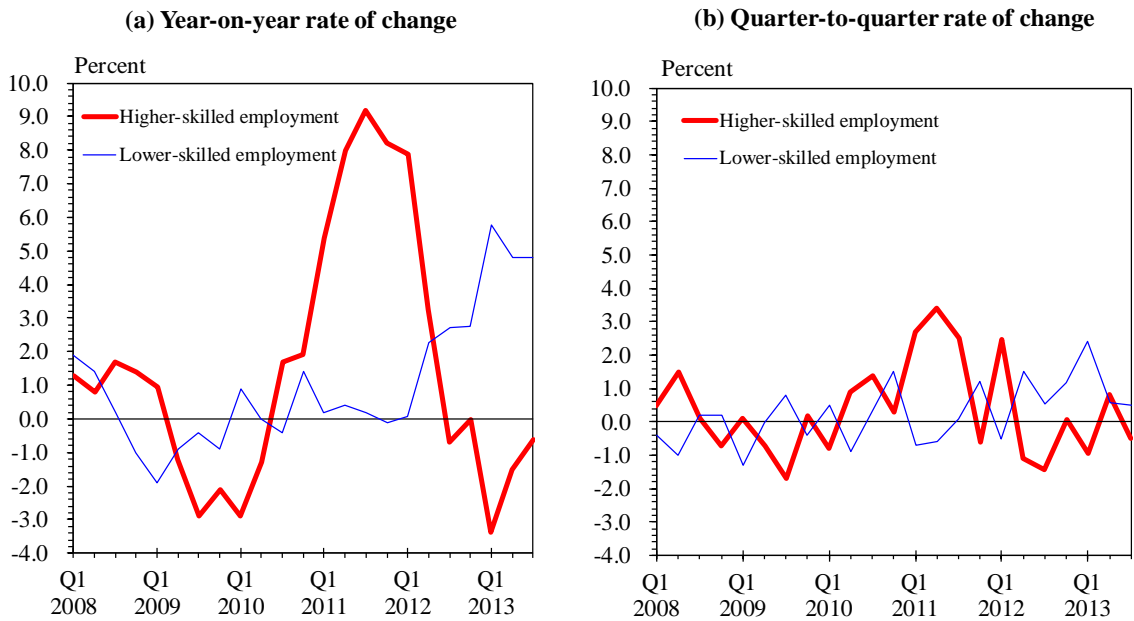 (a) Year-on-year rate of change
Percent
10.0
9.0
8.0
7.0
6.0
5.0
4.0
3.0
2.0
1.0
0.0
-1.0
-2.0
-3.0
-4.0
Higher-skilled employment
Lower-skilled employment
Q1 Q1 Q1 Q1 Q1 Q1
2008 2009 2010 2011 2012 2013
(b) Quarter-to-quarter rate of change
Percent
10.0
9.0
8.0
7.0
6.0
5.0
4.0
3.0
2.0
1.0
0.0
-1.0
-2.0
-3.0
-4.0
Higher-skilled employment
Lower-skilled employment
Q1 Q1 Q1 Q1 Q1 Q1
2008 2009 2010 2011 2012 2013